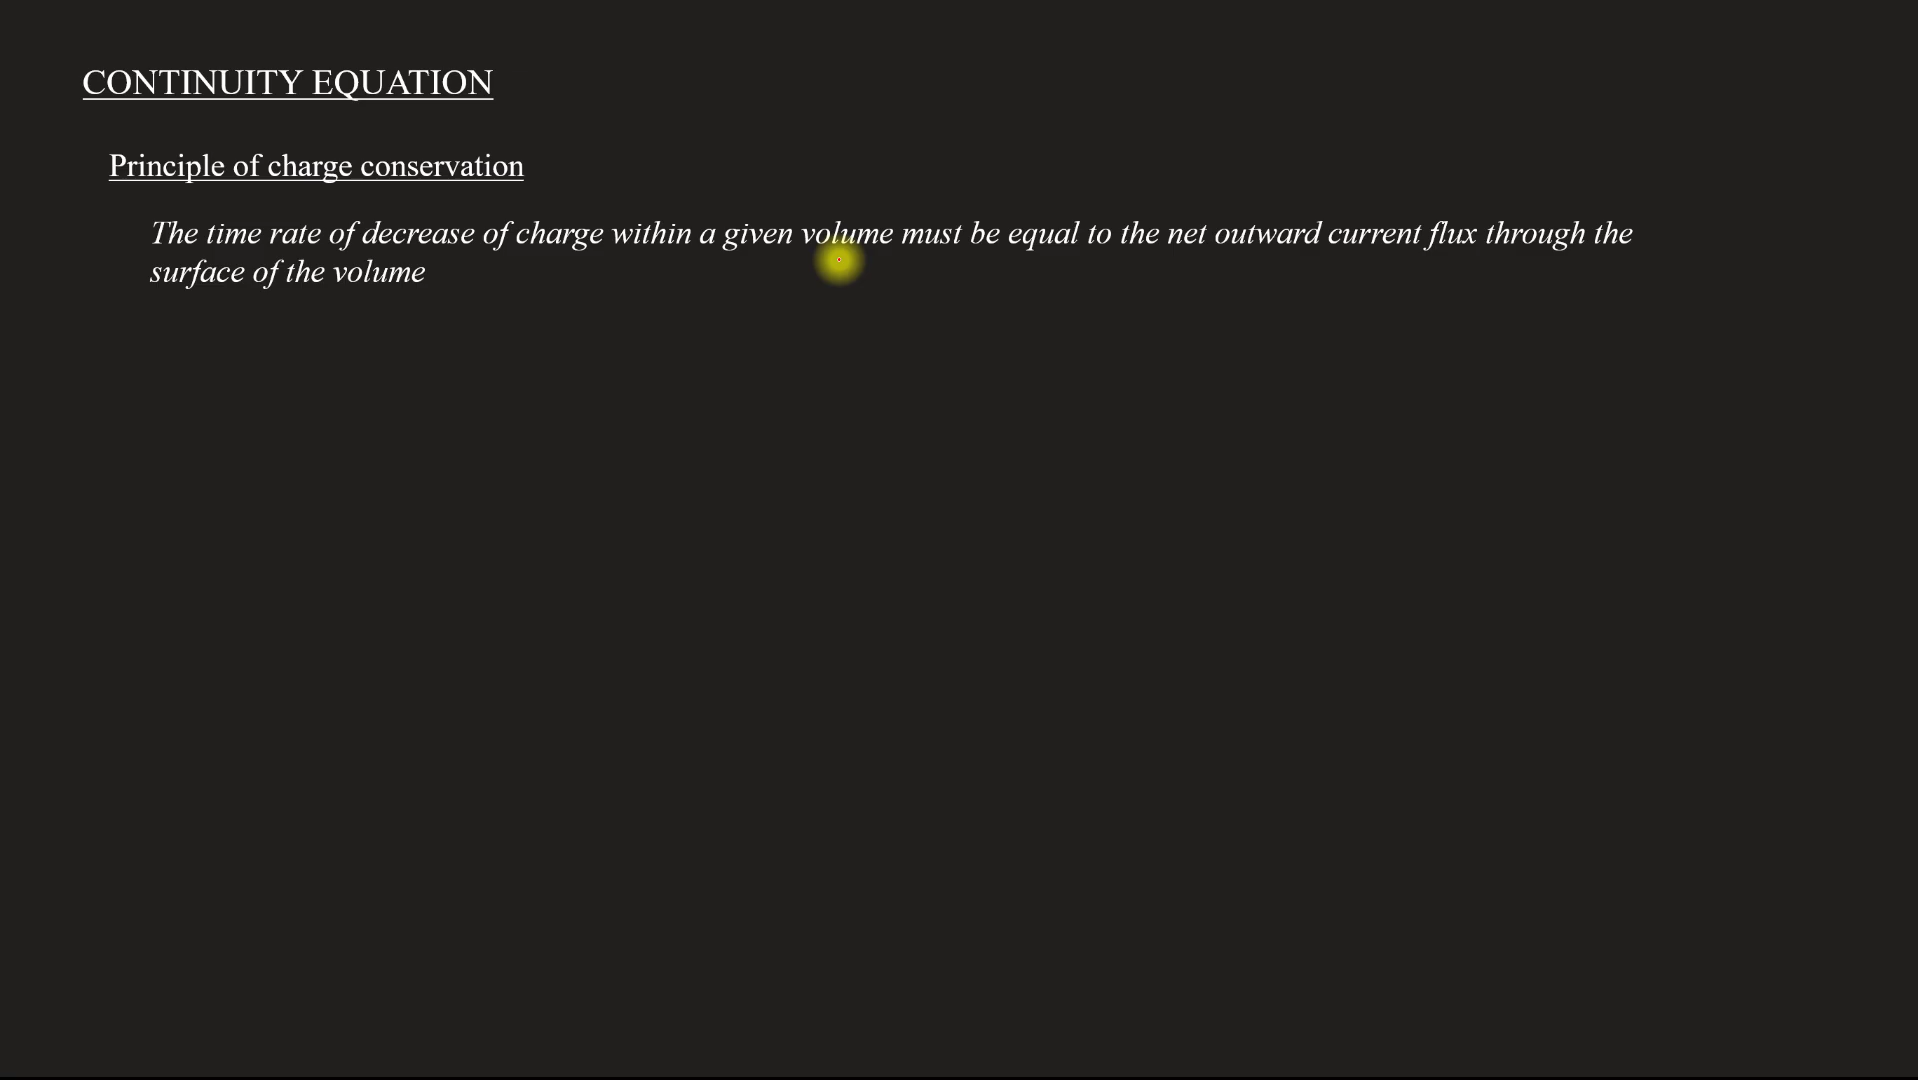 CONTINUITY EQUATION
Principle of charge conservation
The time rate of decrease of charge within a given volume must be equal to the net outward current flux through the
surface of the volume